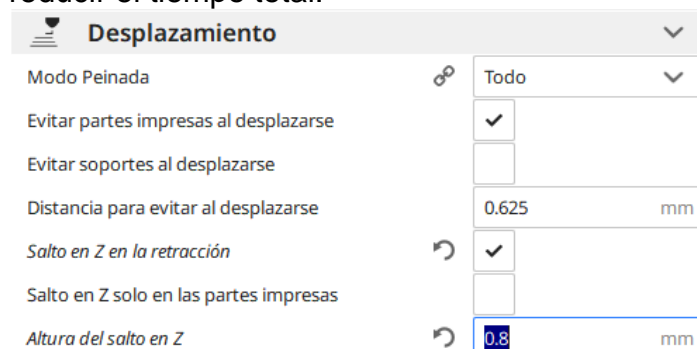 reducir el tiempo total.
Desplazamiento
Modo Peinada Todo
Evitar partes impresas al desplazarse
Evitar soportes al desplazarse
Distancia para evitar al desplazarse 0.625 mm
Salto en Z en la retracción
Salto en Z solo en las partes impresas
Altura del salto en Z 0.8 mm